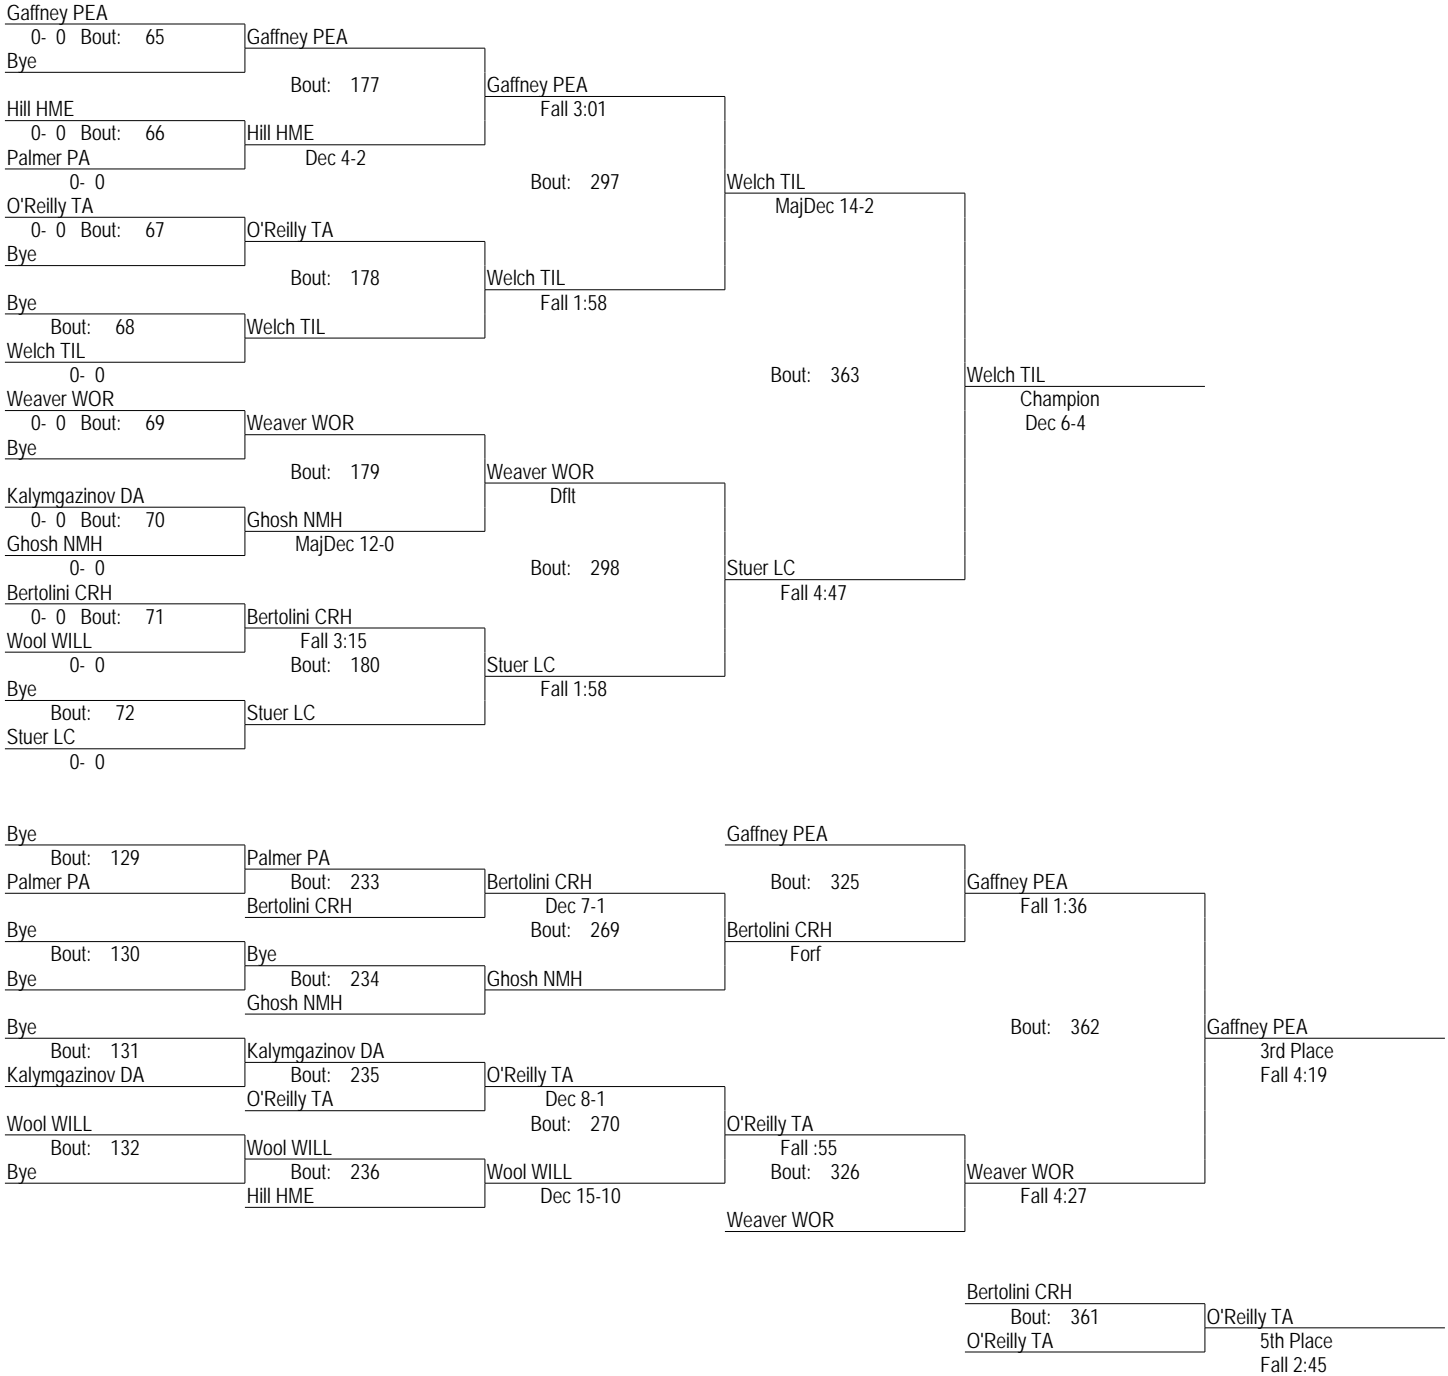 Gaffney PEA
0- 0 Bout: 65 Gaffney PEA
Bye
Bout: 177 Gaffney PEA
Hill HME Fall 3:01
0- 0 Bout: 66 Hill HME
Palmer PA Dec 4-2
0- 0 Bout: 297 Welch TIL
O'Reilly TA MajDec 14-2
0- 0 Bout: 67 O'Reilly TA
Bye
Bout: 178 Welch TIL
Bye Fall 1:58
Bout: 68 Welch TIL
Welch TIL
0- 0 Bout: 363 Welch TIL
Weaver WOR Champion
0- 0 Bout: 69 Weaver WOR Dec 6-4
Bye
Bout: 179 Weaver WOR
Kalymgazinov DA Dflt
0- 0 Bout: 70 Ghosh NMH
Ghosh NMH MajDec 12-0
0- 0 Bout: 298 Stuer LC
Bertolini CRH Fall 4:47
0- 0 Bout: 71 Bertolini CRH
Wool WILL Fall 3:15
0- 0 Bout: 180 Stuer LC
Bye Fall 1:58
Bout: 72 Stuer LC
Stuer LC
0- 0
Bye Gaffney PEA
Bout: 129 Palmer PA
Palmer PA Bout: 233 Bertolini CRH Bout: 325 Gaffney PEA
Bertolini CRH Dec 7-1 Fall 1:36
Bye Bout: 269 Bertolini CRH
Bout: 130 Bye Forf
Bye Bout: 234 Ghosh NMH
Ghosh NMH
Bye Bout: 362 Gaffney PEA
Bout: 131 Kalymgazinov DA 3rd Place
Kalymgazinov DA Bout: 235 O'Reilly TA Fall 4:19
O'Reilly TA Dec 8-1
Wool WILL Bout: 270 O'Reilly TA
Bout: 132 Wool WILL Fall :55
Bye Bout: 236 Wool WILL Bout: 326 Weaver WOR
Hill HME Dec 15-10 Fall 4:27
Weaver WOR
Bertolini CRH
Bout: 361 O'Reilly TA
O'Reilly TA 5th Place
Fall 2:45